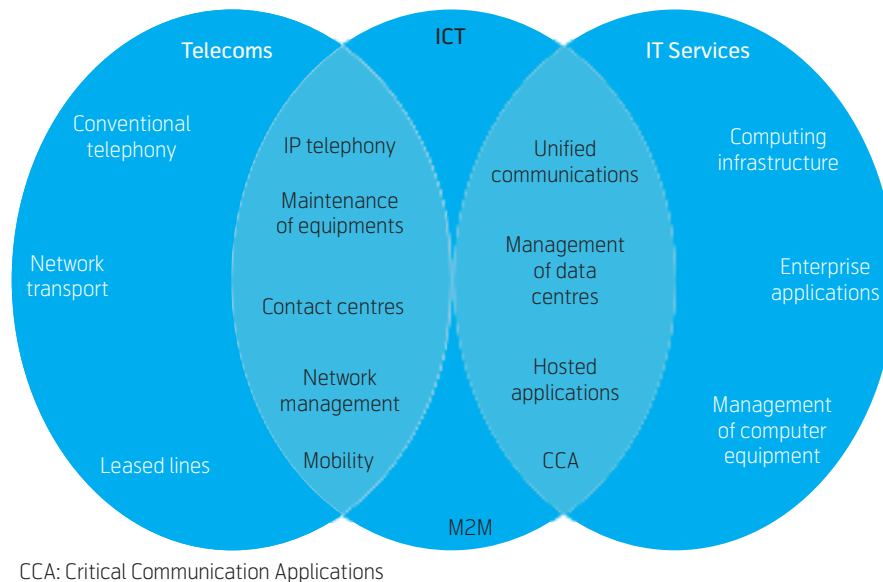 Telecoms
ICT
IT Services
Conventional
telephony
Network
transport
Leased lines
IP telephony
Maintenance
of equipments
Contact centres
Network
management
Mobility
Unified
communications
Management
of data
centres
Hosted
applications
CCA
M2M
Computing
infrastructure
Enterprise
applications
Management
of computer
equipment
CCA: Critical Communication Applications